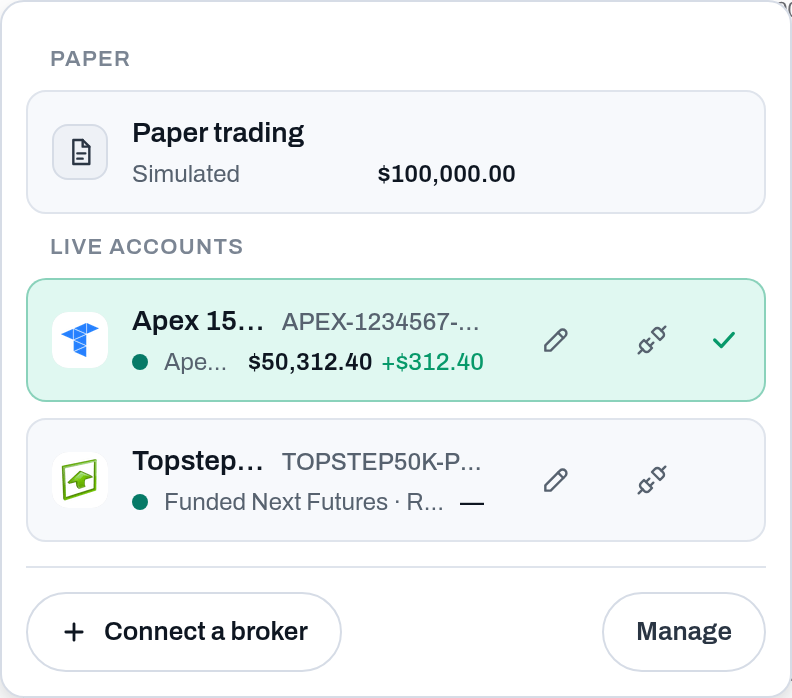 PAPER
Paper trading
Simulated $100,000.00
LIVE ACCOUNTS
Apex 15... APEX-1234567-...
Ape... $50,312.40 +$312.40
Topstep... TOPSTEP50K-P...
Funded Next Futures · R... —
+ Connect a broker Manage